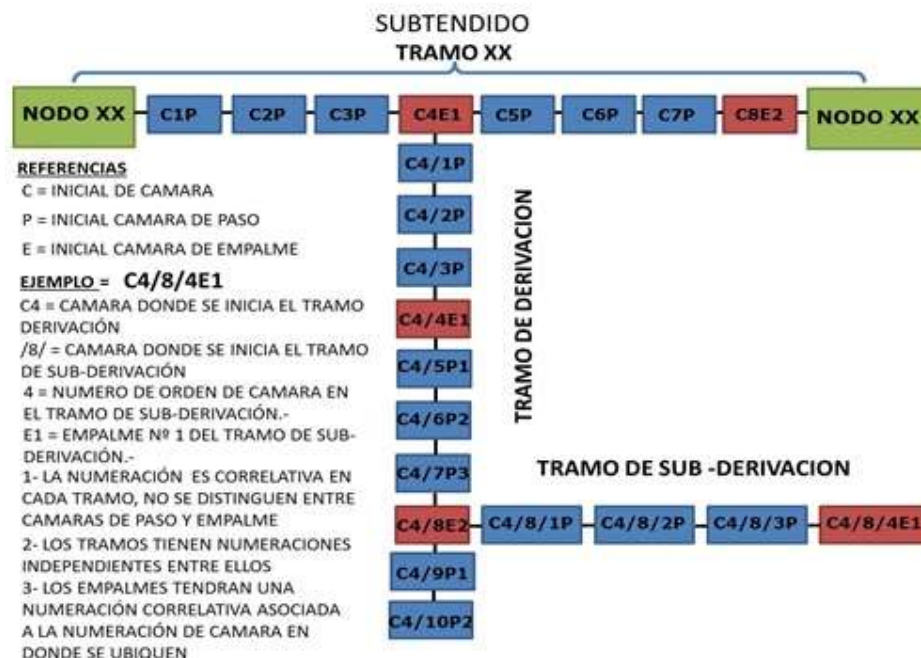 SUBTENDIDO
TRAMO XX
NODO XX
C1P
C2P
C3P
C4E1
C5P
C6P
C7P
C8E2
NODO XX
REFERENCIAS
C = INICIAL DE CAMARA
P = INICIAL CAMARA DE PASO
E = INICIAL CAMARA DE EMPALME
EJEMPLO = C4/8/4E1
C4 = CAMARA DONDE SE INICIA EL TRAMO
DERIVACIÓN
/8/ = CAMARA DONDE SE INICIA EL TRAMO
DE SUB-DERIVACIÓN
4 = NUMERO DE ORDEN DE CAMARA EN
EL TRAMO DE SUB-DERIVACIÓN.-
E1 = EMPALME Nº 1 DEL TRAMO DE SUB-
DERIVACIÓN.-
1- LA NUMERACIÓN ES CORRELATIVA EN
CADA TRAMO, NO SE DISTINGUEN ENTRE
CAMARAS DE PASO Y EMPALME
2- LOS TRAMOS TIENEN NUMERACIONES
INDEPENDIENTES ENTRE ELLOS
3- LOS EMPALMES TENDRAN UNA
NUMERACIÓN CORRELATIVA ASOCIADA
A LA NUMERACIÓN DE CAMARA EN
DONDE SE UBIQUEN
C4/1P
C4/2P
C4/3P
C4/4E1
C4/5P1
C4/6P2
C4/7P3
C4/8E2
C4/9P1
C4/10P2
TRAMO DE DERIVACION
TRAMO DE SUB -DERIVACION
C4/8/1P
C4/8/2P
C4/8/3P
C4/8/4E1